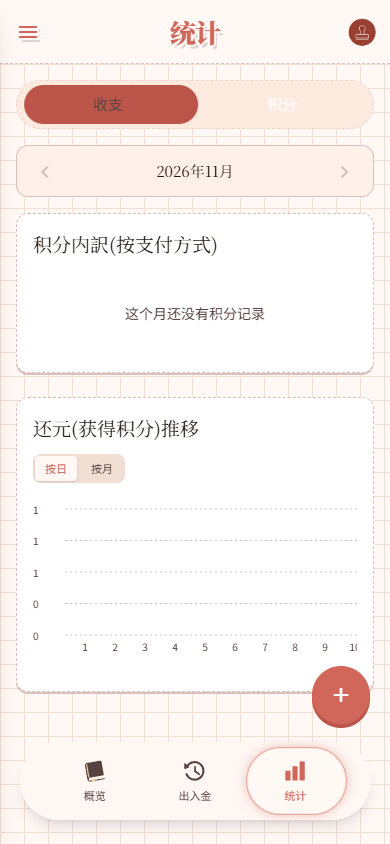 统计
收支 积分
2026年11月
积分内訳(按支付方式)
这个月还没有积分记录
还元(获得积分)推移
按日 按月
1
1
1
0
0
1 2 3 4 5 6 7 8 9 10
+
概览 出入金 统计